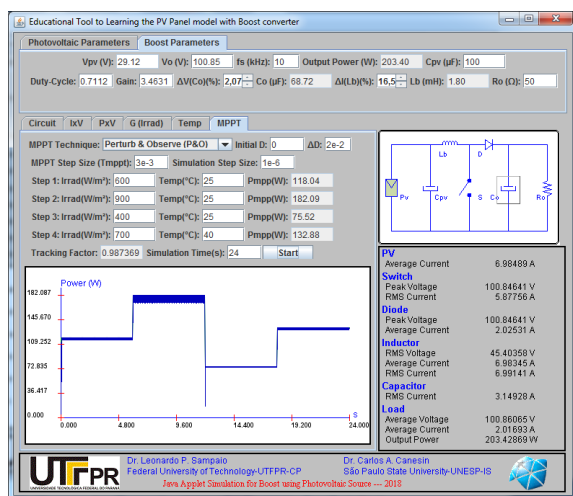 Educational Tool to Learning the PV Panel model with Boost converter
Photovoltaic Parameters Boost Parameters
Vpv (V): 29.12 Vo (V): 100.85 fs (kHz): 10 Output Power (W): 203.40 Cpv (µF): 100
Duty-Cycle: 0.7112 Gain: 3.4631 ΔV(Co)(%): 2,07 Co (µF): 68.72 ΔI(Lb)(%): 16,5 Lb (mH): 1.80 Ro (Ω): 50
Circuit IxV PxV G (Irrad) Temp MPPT
MPPT Technique: Perturb & Observe (P&O) Initial D: 0 ΔD: 2e-2
MPPT Step Size (Tmppt): 3e-3 Simulation Step Size: 1e-6
Step 1: Irrad(W/m²): 600 Temp(ºC): 25 Pmpp(W): 118.04
Step 2: Irrad(W/m²): 900 Temp(ºC): 25 Pmpp(W): 182.09
Step 3: Irrad(W/m²): 400 Temp(ºC): 25 Pmpp(W): 75.52
Step 4: Irrad(W/m²): 700 Temp(ºC): 40 Pmpp(W): 132.88
Tracking Factor: 0.987369 Simulation Time(s): 24 Start
Power (W)
182.087
145.670
109.252
72.835
36.417
0.000
0.000 4.800 9.600 14.400 19.200 24.000
S
Lb D
Pv Cpv S Co Ro
PV
Average Current 6.98489 A
Switch
Peak Voltage 100.84641 V
RMS Current 5.87756 A
Diode
Peak Voltage 100.84641 V
Average Current 2.02531 A
Inductor
RMS Voltage 45.40358 V
Average Current 6.98345 A
RMS Current 6.99141 A
Capacitor
RMS Current 3.14928 A
Load
Average Voltage 100.86065 V
Average Current 2.01693 A
Output Power 203.42869 W
UTFPR
UNIVERSIDADE TECNOLÓGICA FEDERAL DO PARANÁ
Dr. Leonardo P. Sampaio Dr. Carlos A. Canesin
Federal University of Technology-UTFPR-CP São Paulo State University-UNESP-IS
Java Applet Simulation for Boost using Photovoltaic Source --- 2018